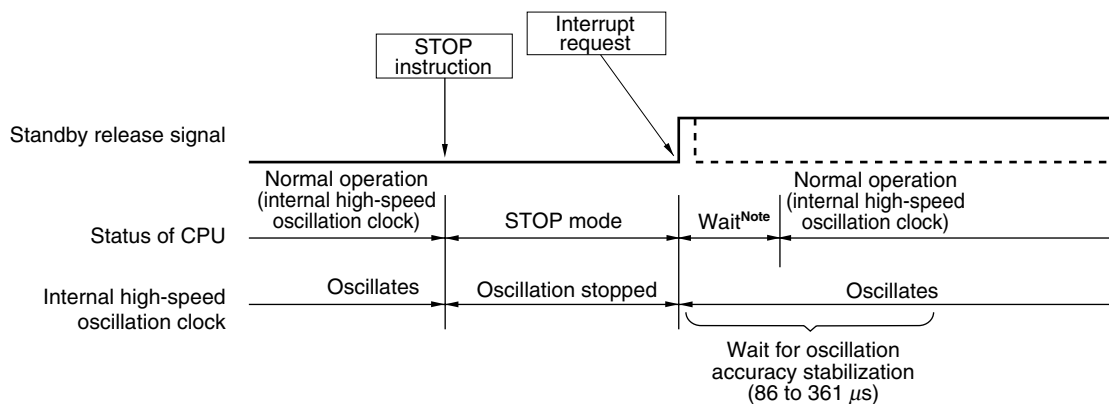 STOP
instruction
Interrupt
request
Standby release signal
Normal operation
(internal high-speed
oscillation clock)
Normal operation
(internal high-speed
oscillation clock)
Status of CPU
STOP mode
WaitNote
Internal high-speed
oscillation clock
Oscillates
Oscillation stopped
Oscillates
Wait for oscillation
accuracy stabilization
(86 to 361 μs)